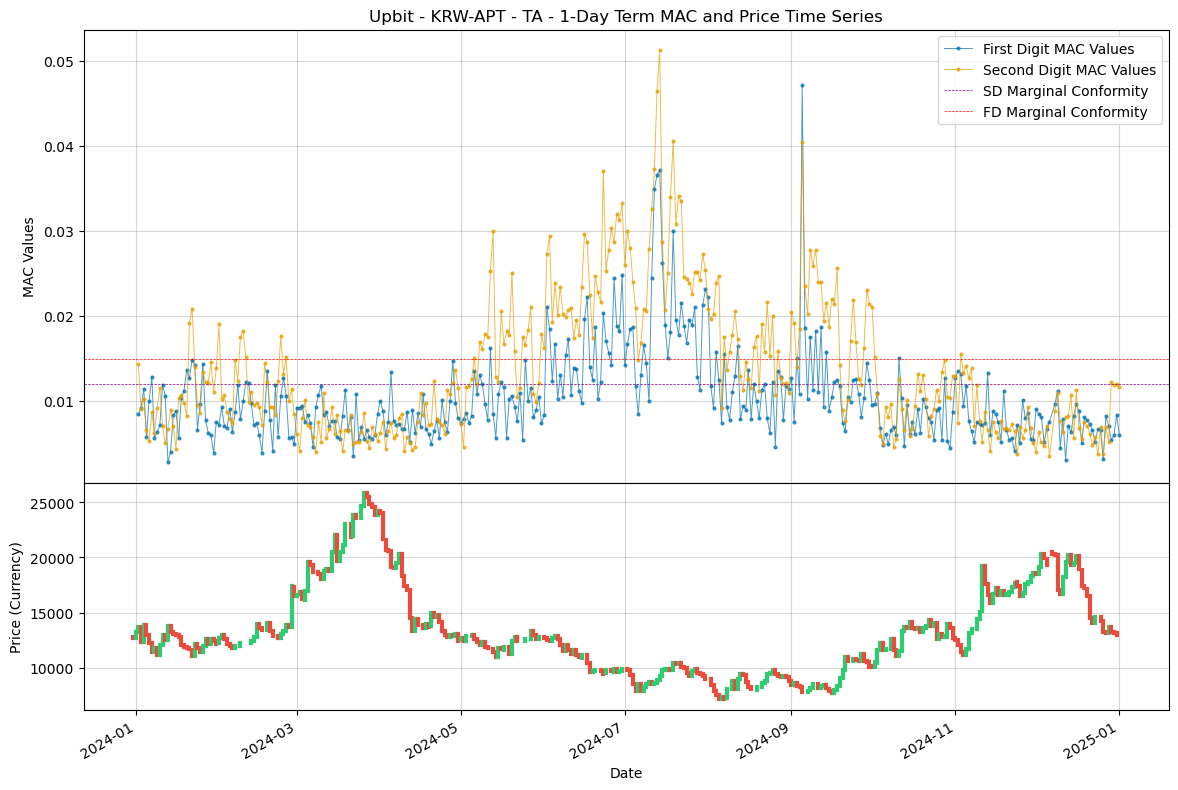 Upbit - KRW-APT - TA - 1-Day Term MAC and Price Time Series
First Digit MAC Values
Second Digit MAC Values
SD Marginal Conformity
FD Marginal Conformity
MAC Values
0.05
0.04
0.03
0.02
0.01
Price (Currency)
25000
20000
15000
10000
2024-01
2024-03
2024-05
2024-07
2024-09
2024-11
2025-01
Date